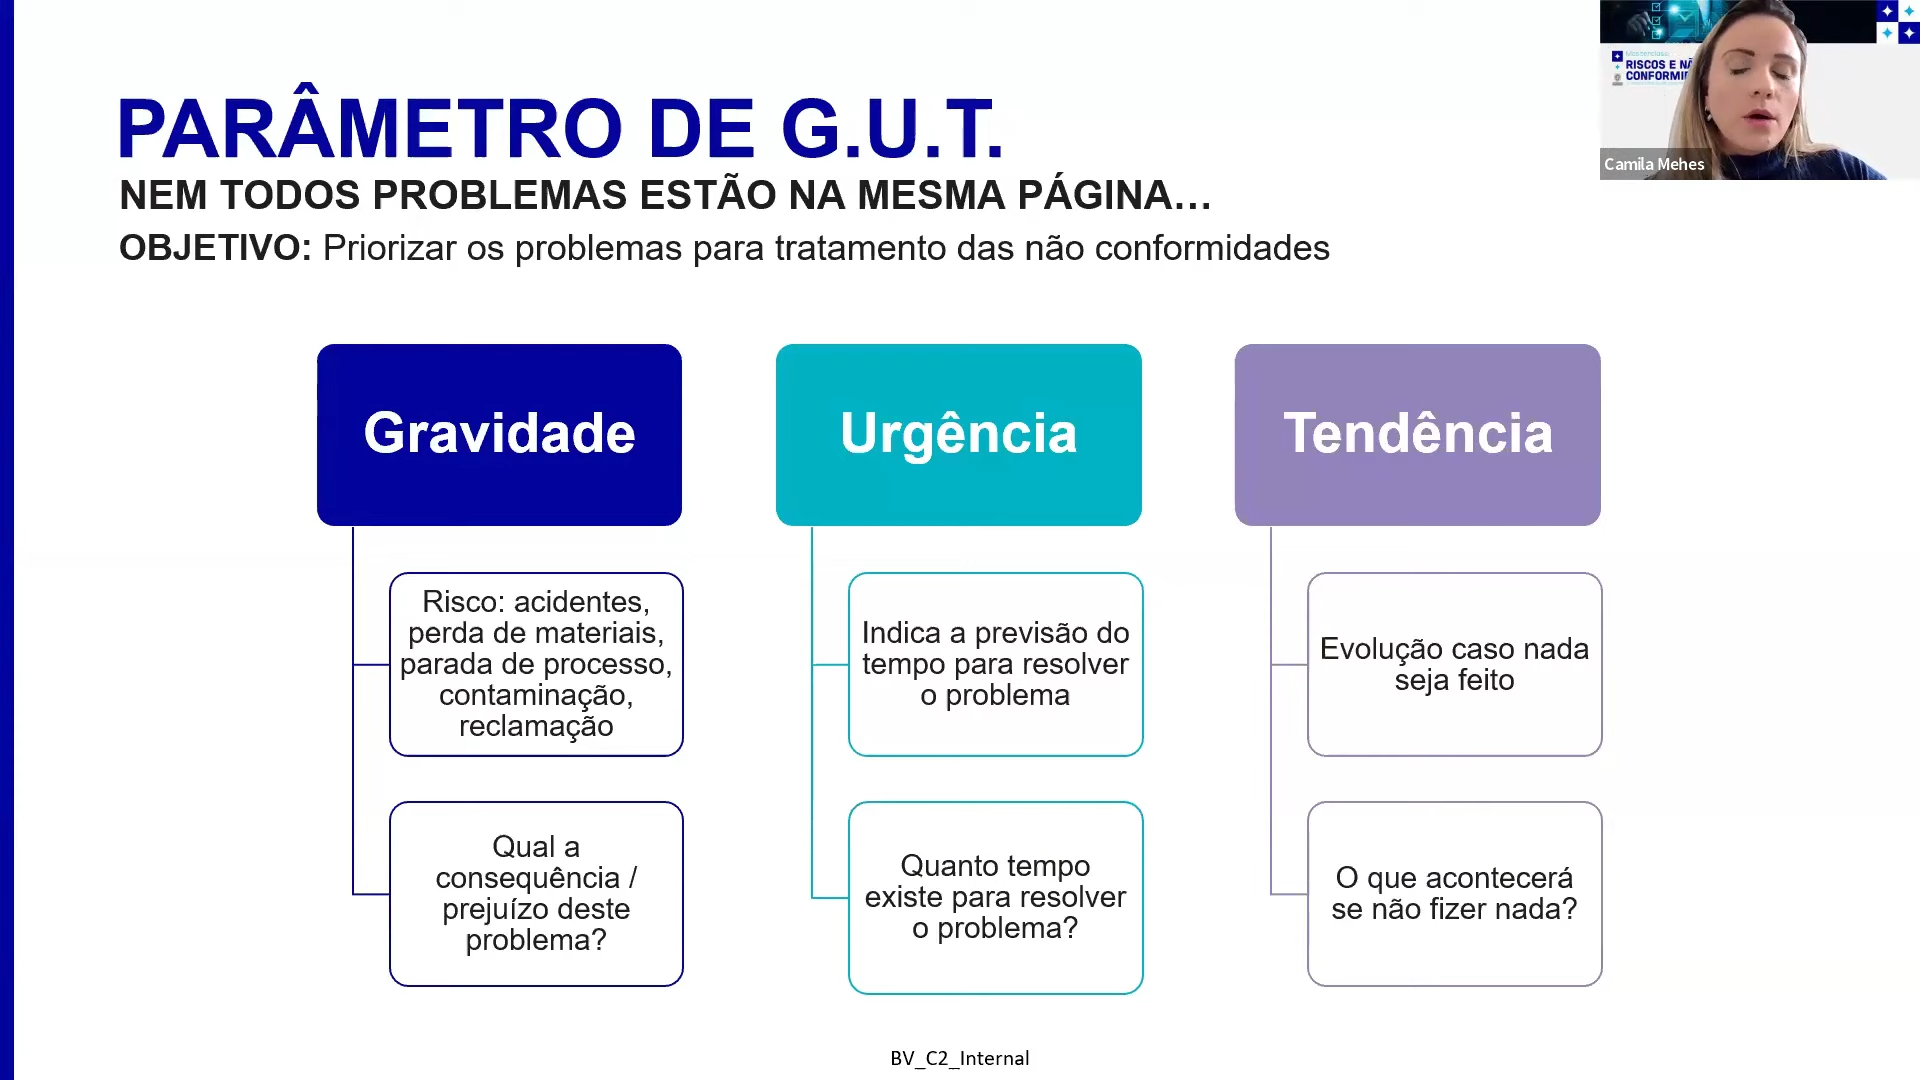 PARÂMETRO DE G.U.T.
NEM TODOS PROBLEMAS ESTÃO NA MESMA PÁGINA...
OBJETIVO: Priorizar os problemas para tratamento das não conformidades
Gravidade
Risco: acidentes,
perda de materiais,
parada de processo,
contaminação,
reclamação
Qual a
consequência /
prejuízo deste
problema?
Urgência
Indica a previsão do
tempo para resolver
o problema
Quanto tempo
existe para resolver
o problema?
Tendência
Evolução caso nada
seja feito
O que acontecerá
se não fizer nada?
BV_C2_Internal
RISCOS E
Camila Mehes